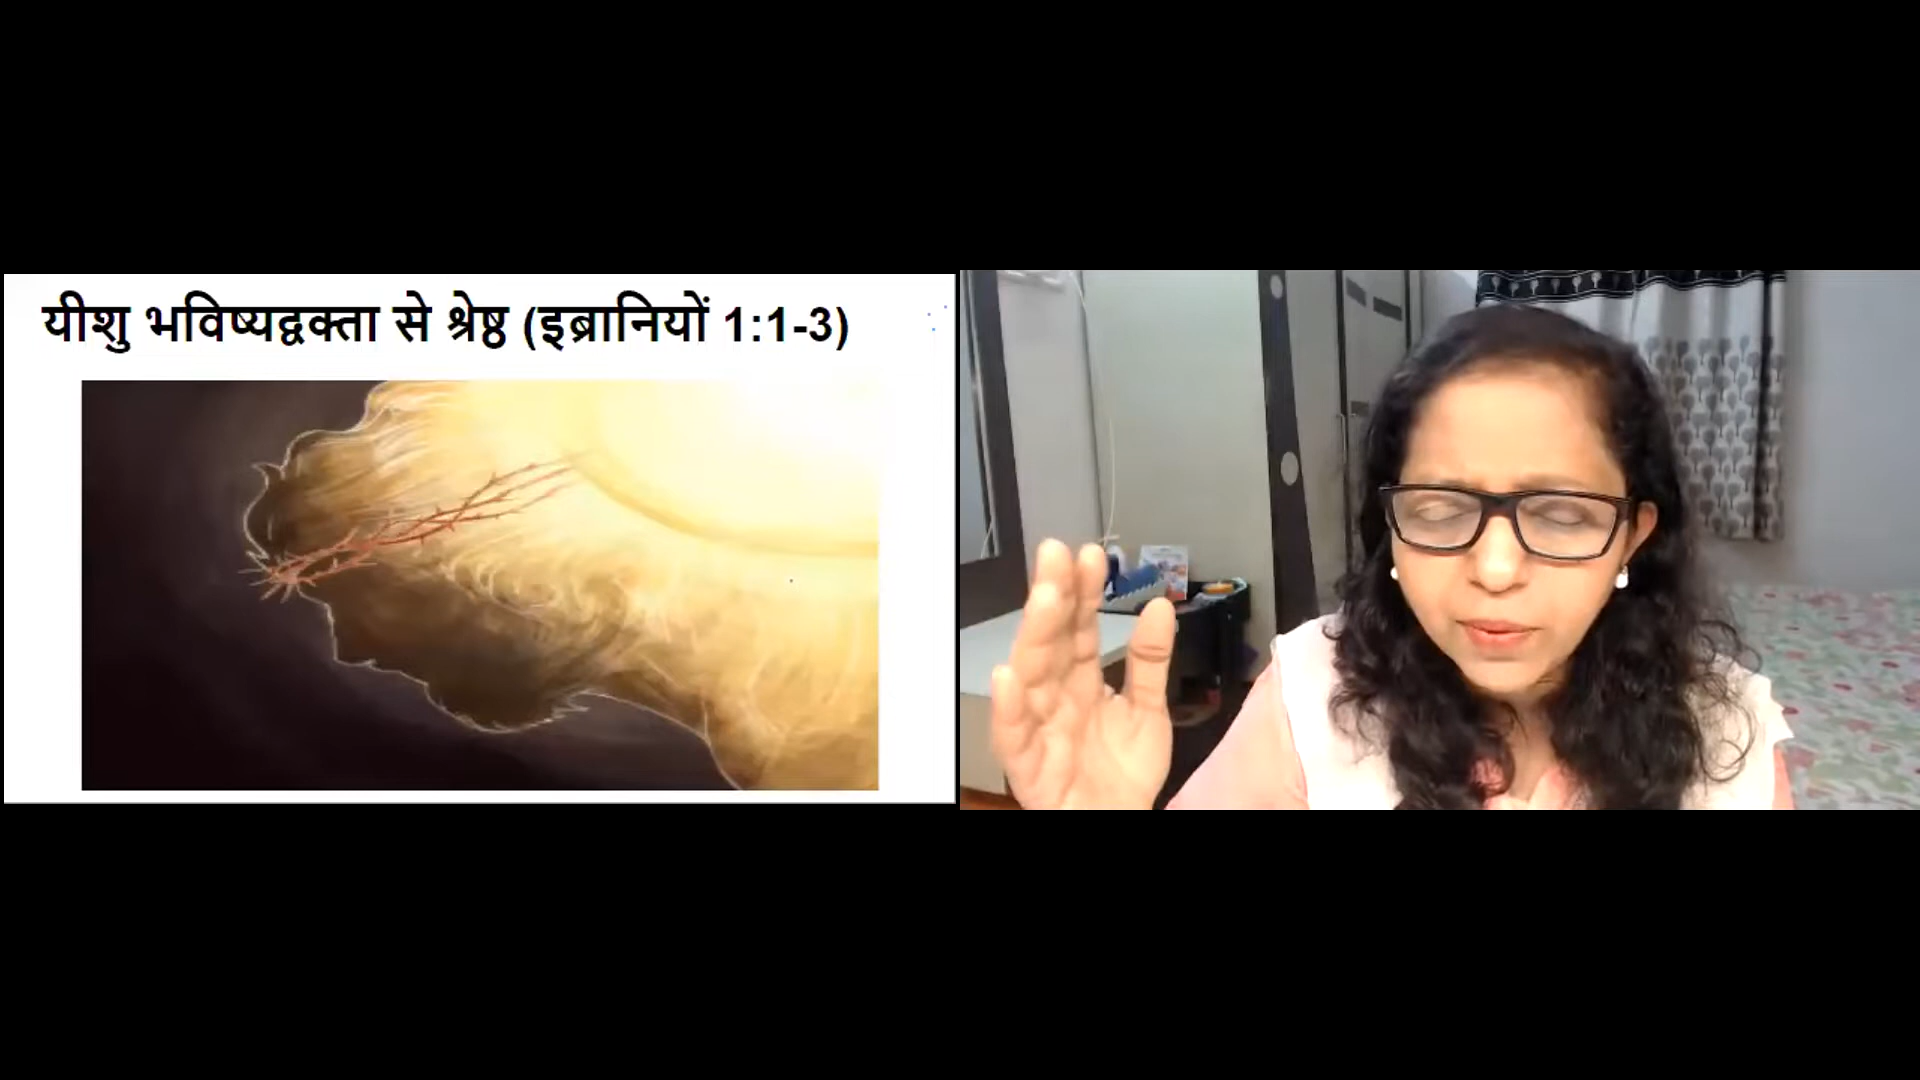 यीशु भविष्यद्वक्ता से श्रेष्ठ (इब्रानियों 1:1-3)